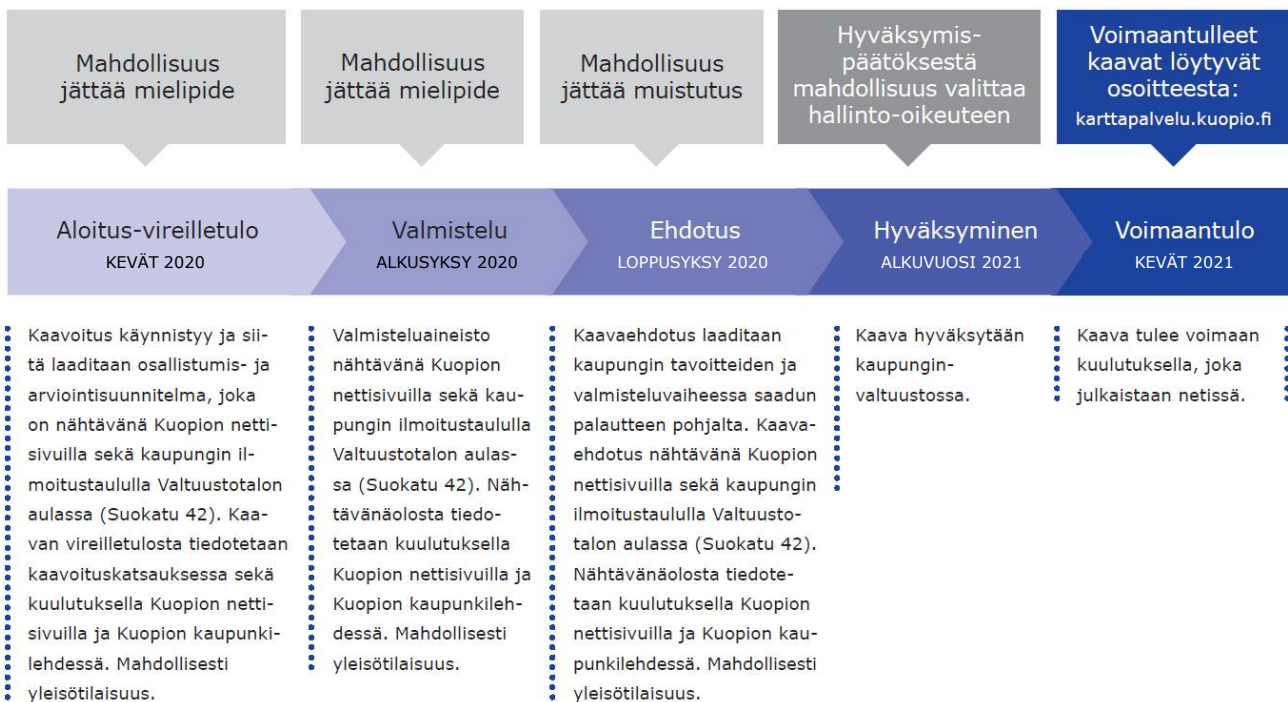 Mahdollisuus
jättää mielipide
Mahdollisuus
jättää mielipide
Mahdollisuus
jättää muistutus
Hyväksymis-
päätöksestä
mahdollisuus valittaa
hallinto-oikeuteen
Voimaantulleet
kaavat löytyvät
osoitteesta:
karttapalvelu.kuopio.fi
Aloitus-vireilletulo
KEVÄT 2020
Valmistelu
ALKUSYKSY 2020
Ehdotus
LOPPUSYKSY 2020
Hyväksyminen
ALKUVUOSI 2021
Voimaantulo
KEVÄT 2021
Kaavoitus käynnistyy ja sii-
tä laaditaan osallistumis- ja
arviointisuunnitelma, joka
on nähtävänä Kuopion netti-
sivuilla sekä kaupungin il-
moitustaululla Valtuustotalon
aulassa (Suokatu 42). Kaa-
van vireilletulosta tiedotetaan
kaavoituskatsauksessa sekä
kuulutuksella Kuopion netti-
sivuilla ja Kuopion kaupunki-
lehdessä. Mahdollisesti
yleisötilaisuus.
Valmisteluaineisto
nähtävänä Kuopion
nettisivuilla sekä kau-
pungin ilmoitustaululla
Valtuustotalon aulas-
sa (Suokatu 42). Näh-
tävänäolosta tiedo-
tetaan kuulutuksella
Kuopion nettisivuilla ja
Kuopion kaupunkileh-
dessä. Mahdollisesti
yleisötilaisuus.
Kaavaehdotus laaditaan
kaupungin tavoitteiden ja
valmisteluvaiheessa saadun
palautteen pohjalta. Kaava-
ehdotus nähtävänä Kuopion
nettisivuilla sekä kaupungin
ilmoitustaululla Valtuusto-
talon aulassa (Suokatu 42).
Nähtävänäolosta tiedote-
taan kuulutuksella Kuopion
nettisivuilla ja Kuopion kau-
punkilehdessä. Mahdollisesti
yleisötilaisuus.
Kaava hyväksytään
kaupungin-
valtuustossa.
Kaava tulee voimaan
kuulutuksella, joka
julkaistaan netissä.